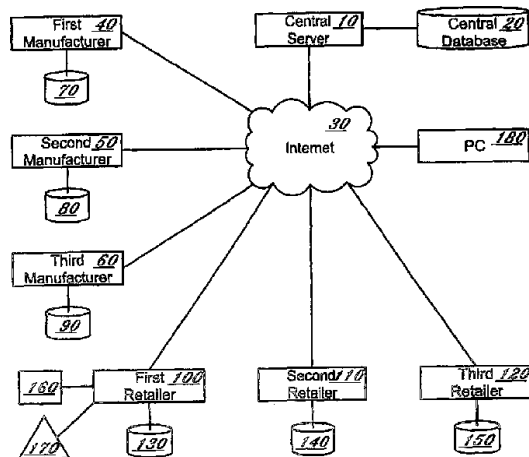 First 40
Manufacturer
70
Central 10
Server
Central 20
Database
30
Internet
Second 50
Manufacturer
80
PC 180
Third 60
Manufacturer
90
160
170
First 100
Retailer
130
Second 110
Retailer
140
Third 120
Retailer
150